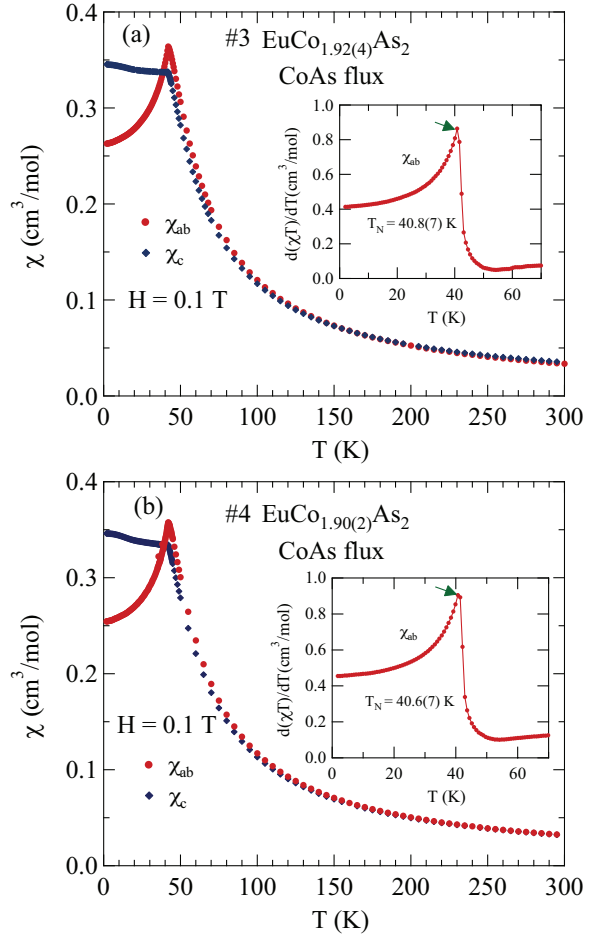 (a)
#3 EuCo1.92(4)As2
CoAs flux
χ (cm3/mol)
0.4
0.3
0.2
0.1
0.0
χab
χc
H = 0.1 T
d(χT)/dT(cm3/mol)
1.0
0.8
0.6
0.4
0.2
0.0
χab
TN = 40.8(7) K
0 20 40 60
T (K)
0 50 100 150 200 250 300
T (K)
(b)
#4 EuCo1.90(2)As2
CoAs flux
χ (cm3/mol)
0.4
0.3
0.2
0.1
0.0
H = 0.1 T
χab
χc
d(χT)/dT(cm3/mol)
1.0
0.8
0.6
0.4
0.2
0.0
χab
TN = 40.6(7) K
0 20 40 60
T (K)
0 50 100 150 200 250 300
T (K)